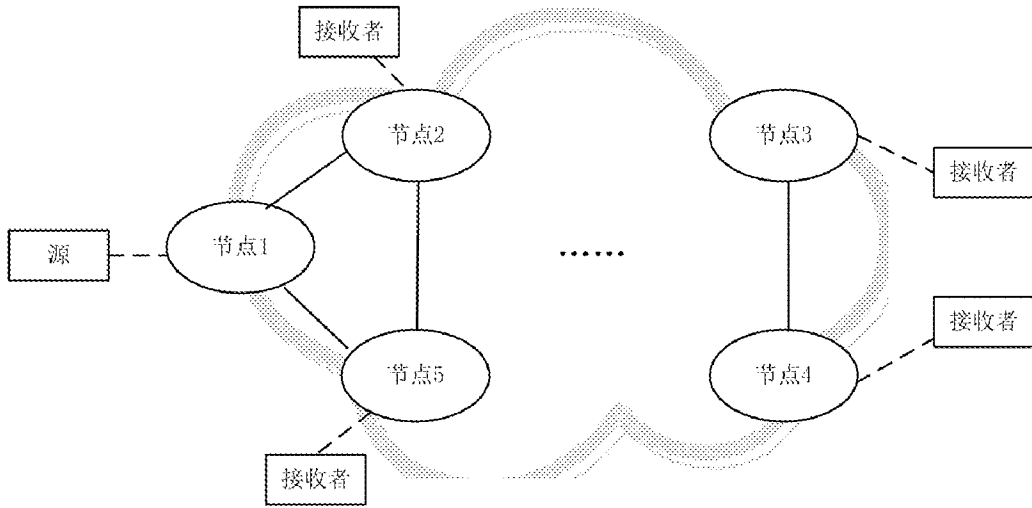 接收者
节点2
节点3
接收者
节点1
源
......
接收者
节点5
节点4
接收者